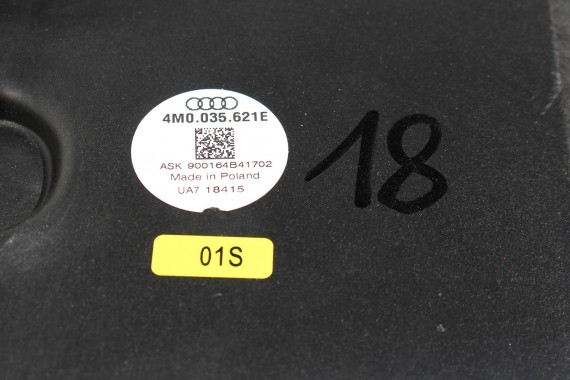 4M0.035.621E
ASK 900164B41702
Made in Poland
UA7 18415
18
01S